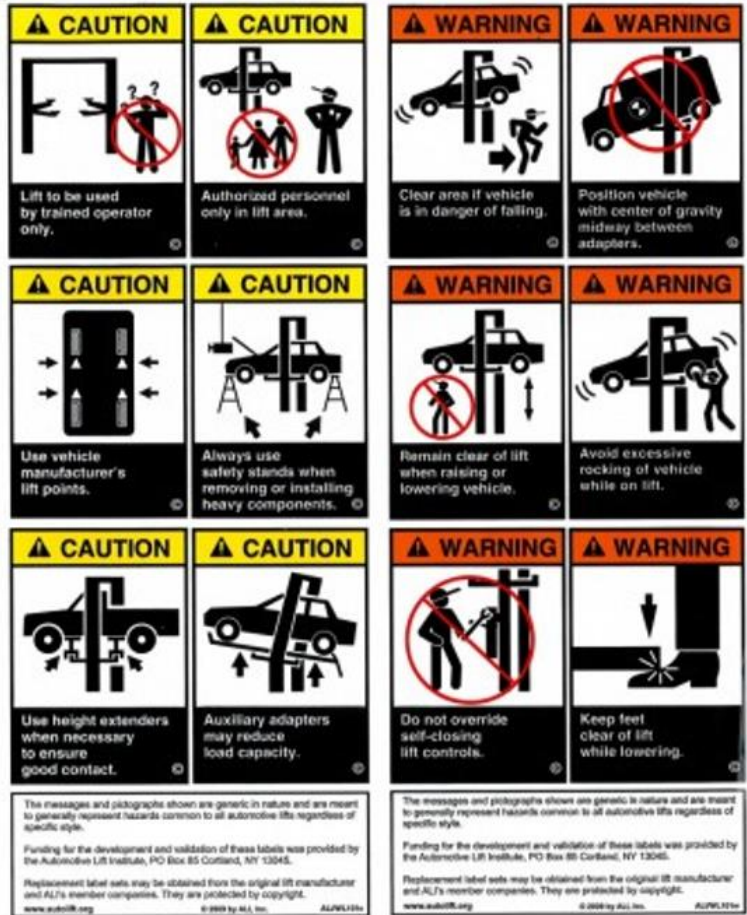 CAUTION
Lift to be used
by trained operator
only.
©
CAUTION
Authorized personnel
only in lift area.
©
WARNING
Clear area if vehicle
is in danger of falling.
©
WARNING
Position vehicle
with center of gravity
midway between
adapters.
©
CAUTION
Use vehicle
manufacturer's
lift points.
©
CAUTION
Always use
safety stands when
removing or installing
heavy components.
©
WARNING
Remain clear of lift
when raising or
lowering vehicle.
©
WARNING
Avoid excessive
rocking of vehicle
while on lift.
©
CAUTION
Use height extenders
when necessary
to ensure
good contact.
©
CAUTION
Auxiliary adapters
may reduce
load capacity.
©
WARNING
Do not override
self-closing
lift controls.
©
WARNING
Keep feet
clear of lift
while lowering.
©
The messages and pictographs shown are generic in nature and are meant
to generally represent hazards common to all automotive lifts regardless of
specific style.
Funding for the development and validation of these labels was provided by
the Automotive Lift Institute, PO Box 85 Cortland, NY 13045.
Replacement label sets may be obtained from the original lift manufacturer
and ALI's member companies. They are protected by copyright.
www.autolift.org
by ALI, Inc.
The messages and pictographs shown are generic in nature and are meant
to generally represent hazards common to all automotive lifts regardless of
specific style.
Funding for the development and validation of these labels was provided by
the Automotive Lift Institute, PO Box 85 Cortland, NY 13045.
Replacement label sets may be obtained from the original lift manufacturer
and ALI's member companies. They are protected by copyright.
www.autolift.org
by ALI, Inc.